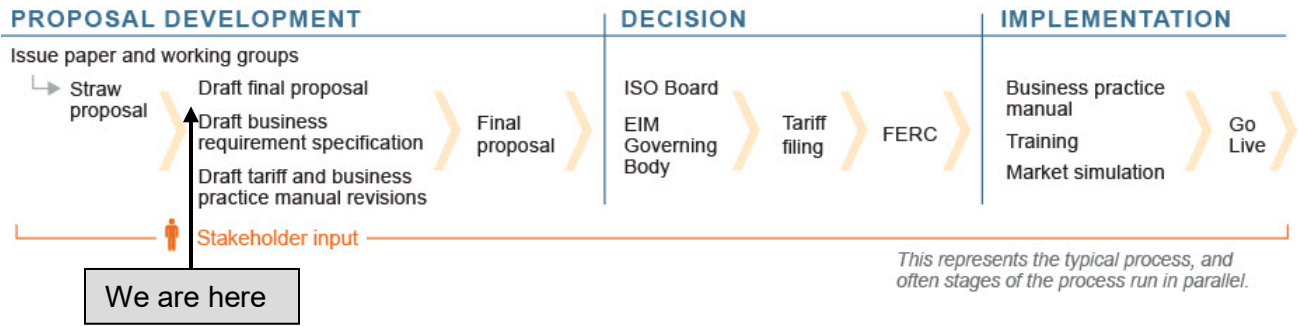 PROPOSAL DEVELOPMENT
DECISION
IMPLEMENTATION
Issue paper and working groups
Straw
proposal
Draft final proposal
Draft business
requirement specification
Draft tariff and business
practice manual revisions
Final
proposal
ISO Board
EIM
Governing
Body
Tariff
filing
FERC
Business practice
manual
Training
Market simulation
Go
Live
Stakeholder input
This represents the typical process, and
often stages of the process run in parallel.
We are here